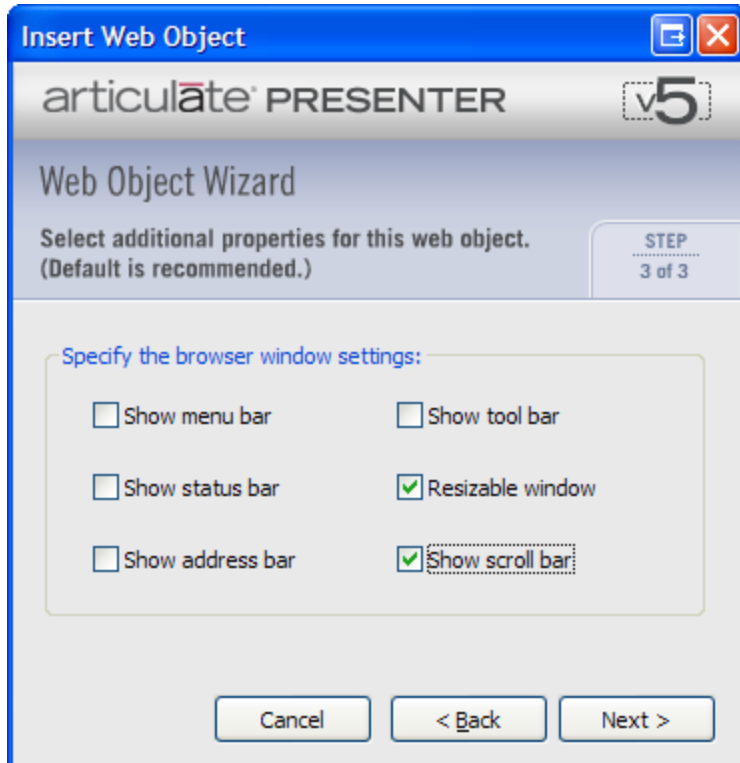 Insert Web Object
articulāte PRESENTER v5
Web Object Wizard
Select additional properties for this web object.
(Default is recommended.)
STEP
3 of 3
Specify the browser window settings:
Show menu bar
Show tool bar
Show status bar
Resizable window
Show address bar
Show scroll bar
Cancel
< Back
Next >